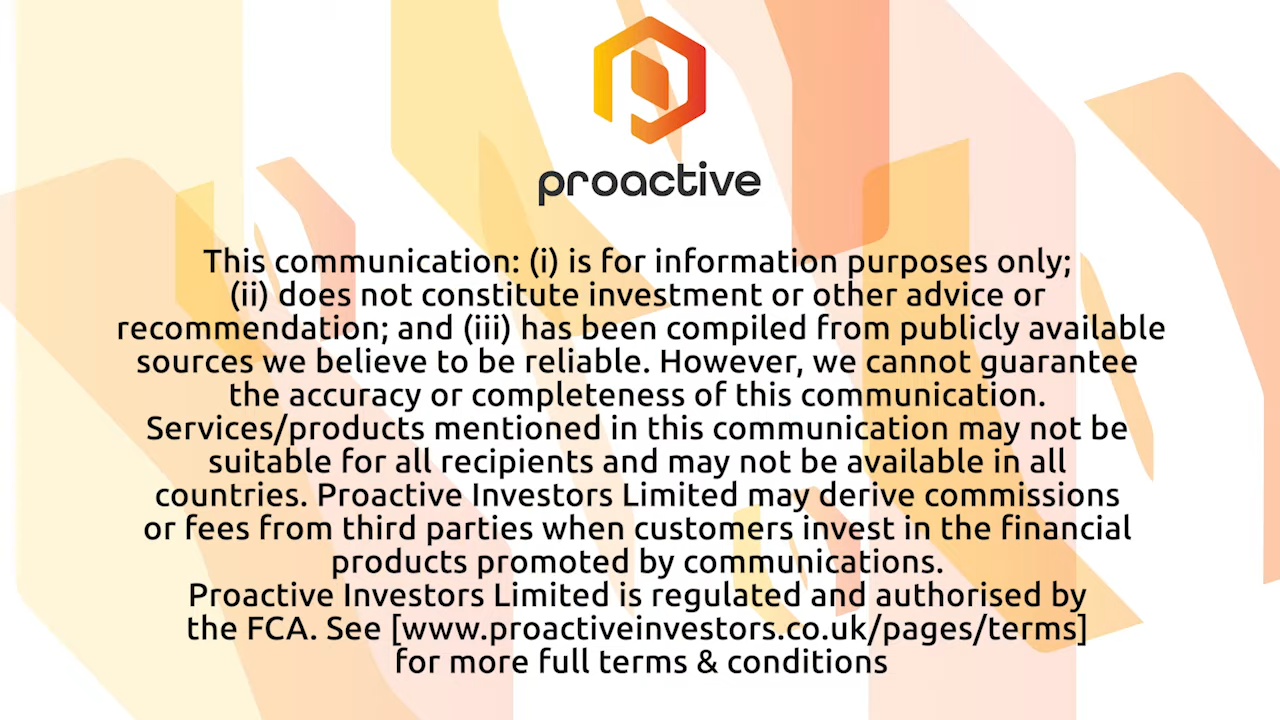 proactive
This communication: (i) is for information purposes only;
(ii) does not constitute investment or other advice or
recommendation; and (iii) has been compiled from publicly available
sources we believe to be reliable. However, we cannot guarantee
the accuracy or completeness of this communication.
Services/products mentioned in this communication may not be
suitable for all recipients and may not be available in all
countries. Proactive Investors Limited may derive commissions
or fees from third parties when customers invest in the financial
products promoted by communications.
Proactive Investors Limited is regulated and authorised by
the FCA. See [www.proactiveinvestors.co.uk/pages/terms]
for more full terms & conditions